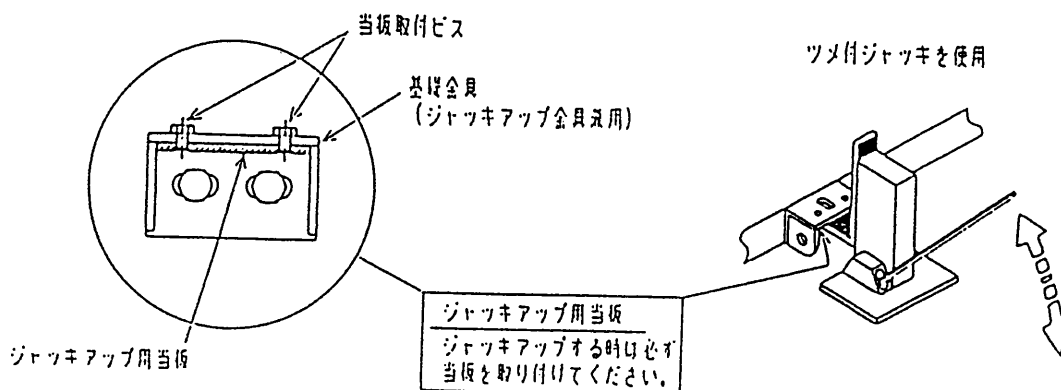 当板取付ビス
基礎金具
(ジャッキアップ金具兼用)
ツメ付ジャッキを使用
ジャッキアップ用当板
ジャッキアップ用当板
ジャッキアップする時は必ず
当板を取り付けてください。